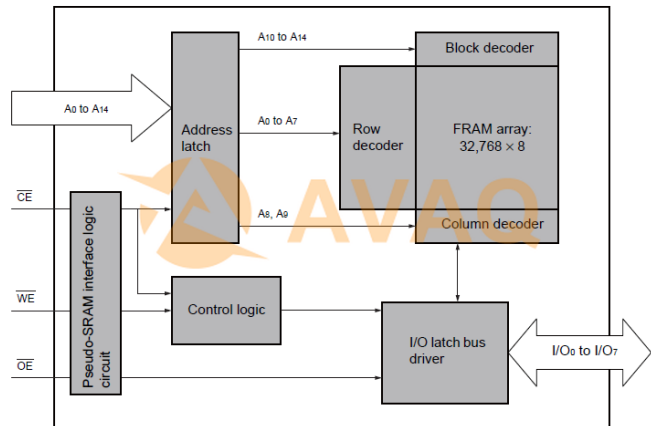 A10 to A14
Block decoder
A0 to A14
Address
latch
A0 to A7
Row
decoder
FRAM array:
32,768 × 8
AVAQ
CE
A8, A9
Column decoder
Pseudo-SRAM interface logic
circuit
WE
Control logic
I/O latch bus
driver
I/O0 to I/O7
OE